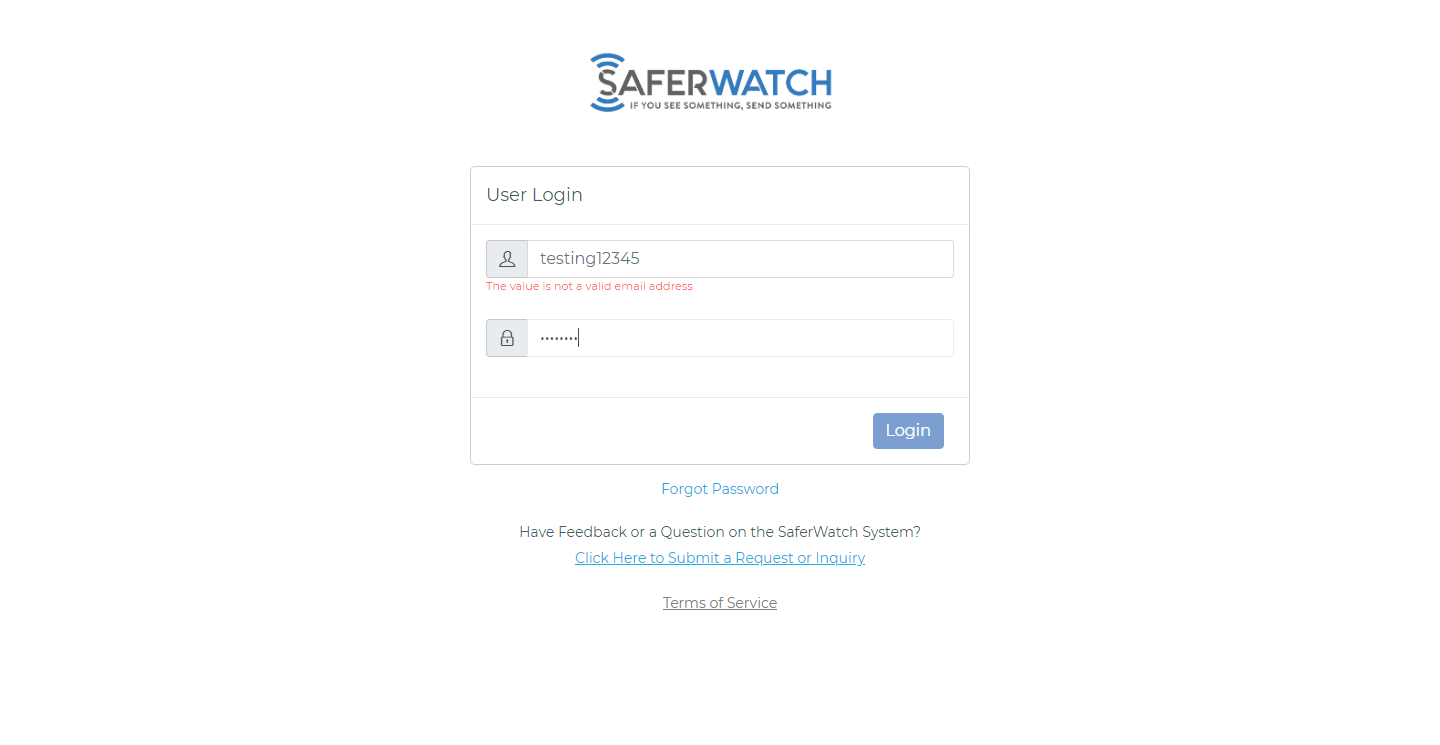 SAFERWATCH
IF YOU SEE SOMETHING, SEND SOMETHING
User Login
testing12345
The value is not a valid email address
········
Login
Forgot Password
Have Feedback or a Question on the SaferWatch System?
Click Here to Submit a Request or Inquiry
Terms of Service